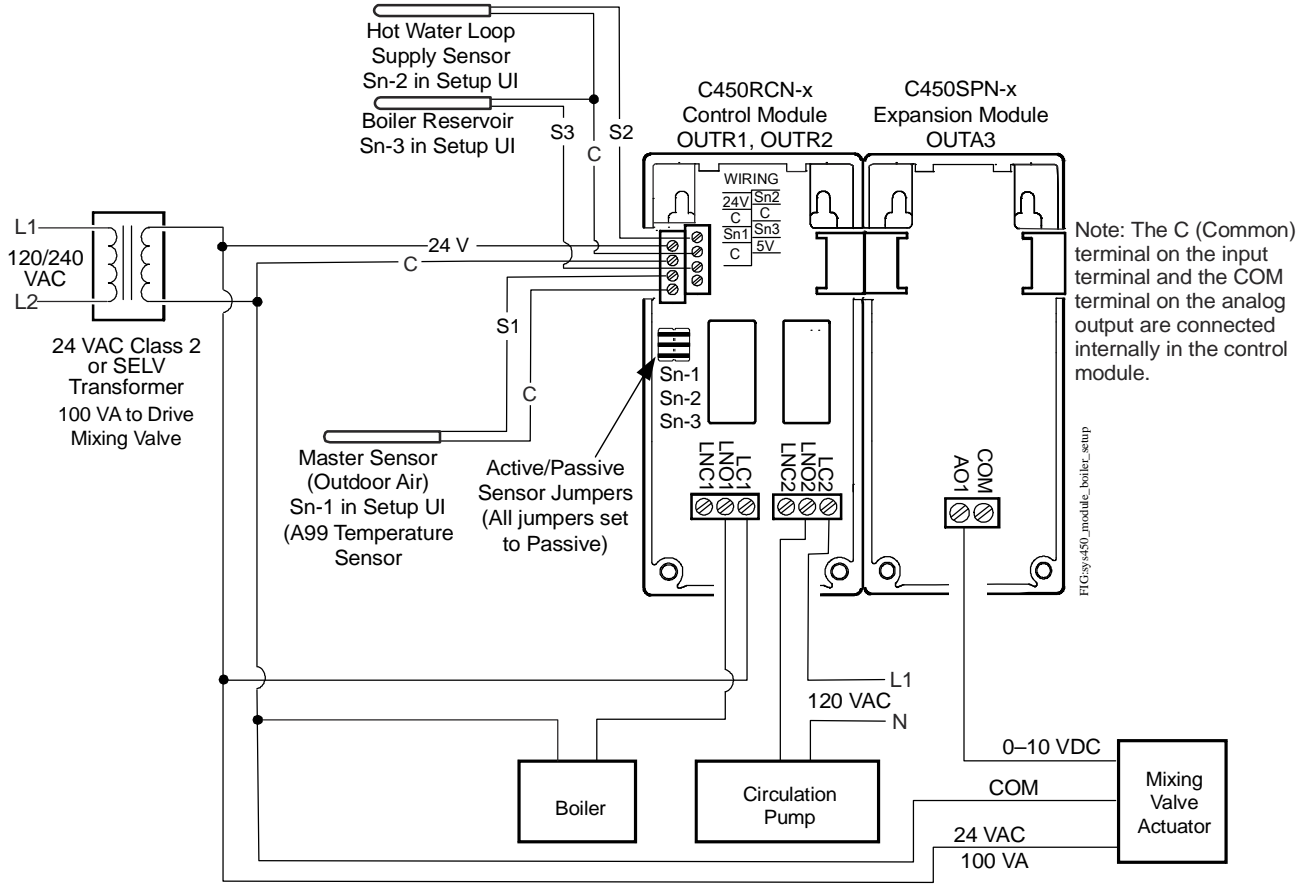 Hot Water Loop
Supply Sensor
Sn-2 in Setup UI
Boiler Reservoir
Sn-3 in Setup UI
S3
S2
C
C450RCN-x
Control Module
OUTR1, OUTR2
C450SPN-x
Expansion Module
OUTA3
WIRING
24V
Sn2
C
C
Sn1
Sn3
C
5V
L1
120/240
VAC
L2
24 V
C
24 VAC Class 2
or SELV
Transformer
100 VA to Drive
Mixing Valve
S1
C
Master Sensor
(Outdoor Air)
Sn-1 in Setup UI
(A99 Temperature
Sensor
Sn-1
Sn-2
Sn-3
Active/Passive
Sensor Jumpers
(All jumpers set
to Passive)
LNC1
LNO1
LC1
LNC2
LNO2
LC2
AO1
COM
Note: The C (Common)
terminal on the input
terminal and the COM
terminal on the analog
output are connected
internally in the control
module.
FIG:sys450_module_boiler_setup
L1
120 VAC
N
Boiler
Circulation
Pump
0–10 VDC
COM
24 VAC
100 VA
Mixing
Valve
Actuator